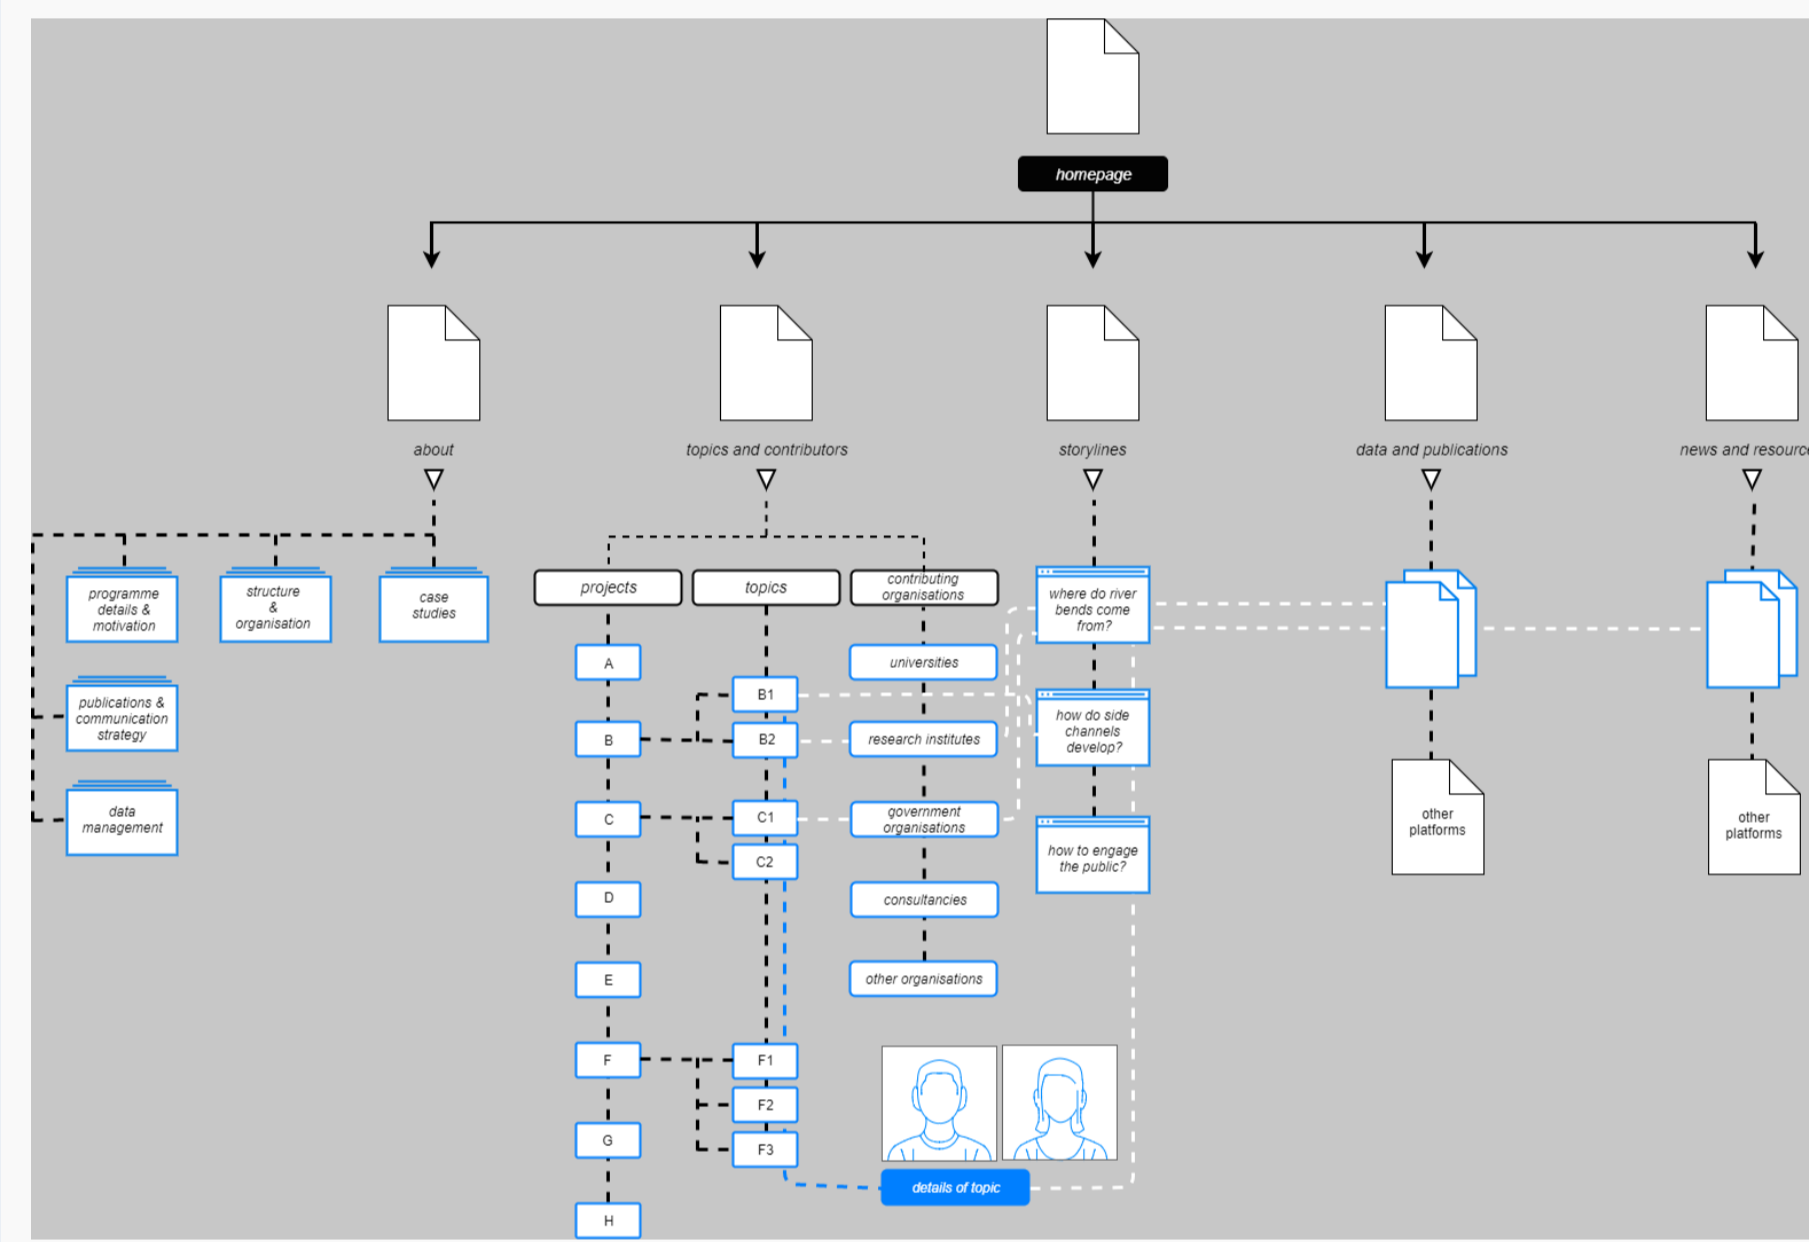 homepage
about
topics and contributors
storylines
data and publications
news and resource
programme
details &
motivation
structure
&
organisation
case
studies
publications &
communication
strategy
data
management
projects
topics
contributing
organisations
A
B
C
D
E
F
G
H
B1
B2
C1
C2
F1
F2
F3
universities
research institutes
government
organisations
consultancies
other organisations
details of topic
where do river
bends come
from?
how do side
channels
develop?
how to engage
the public?
other
platforms
other
platforms